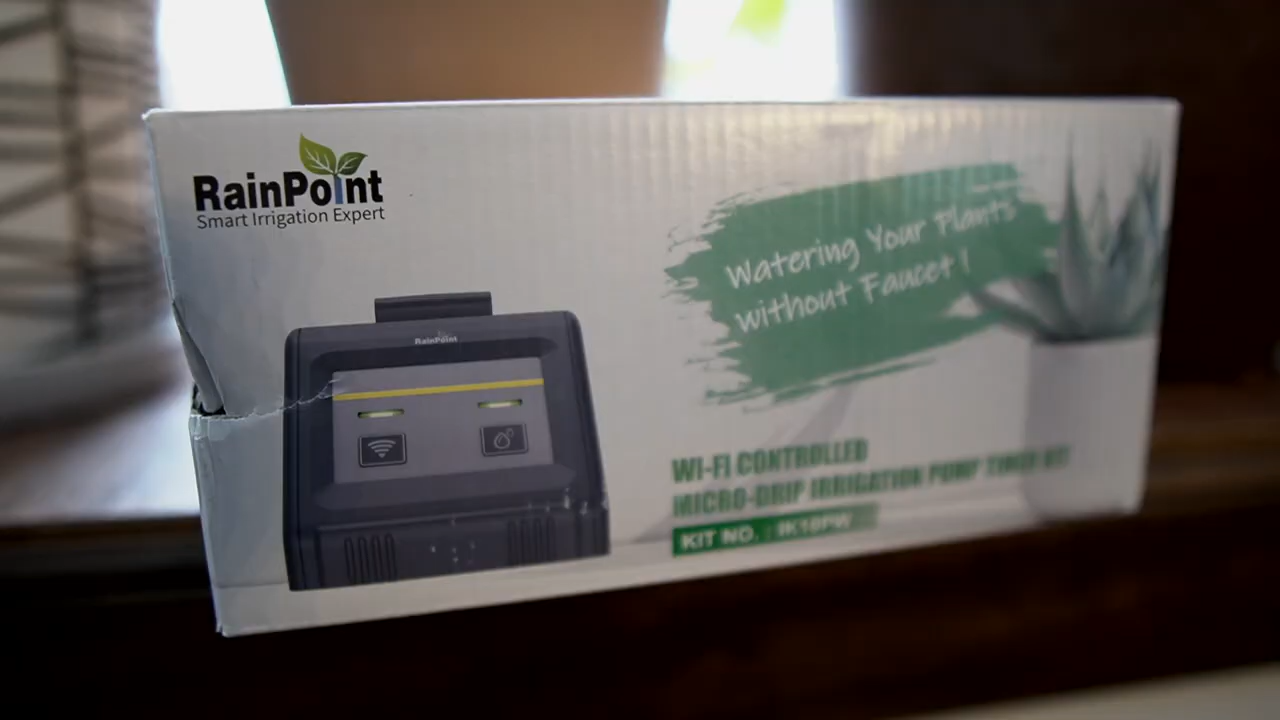 RainPoint
Smart Irrigation Expert
RainPoint
Watering Your Plants
without Faucet!
WI-FI CONTROLLED
MICRO-DRIP IRRIGATION PUMP TIMER KIT
KIT NO. : IK10PW